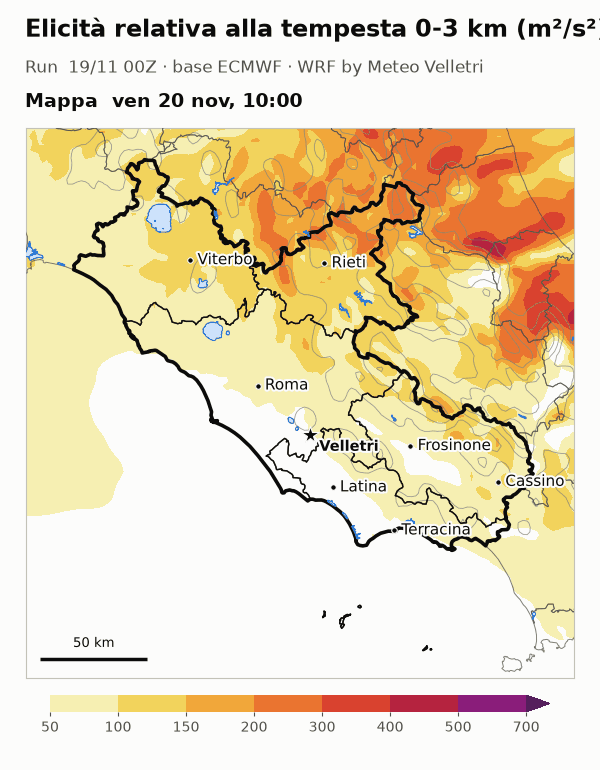 Elicità relativa alla tempesta 0-3 km (m²/s²)
Run  19/11 00Z · base ECMWF · WRF by Meteo Velletri
Mappa  ven 20 nov, 10:00
Viterbo
Rieti
Roma
Velletri
Frosinone
Latina
Cassino
Terracina
50 km
50 100 150 200 300 400 500 700